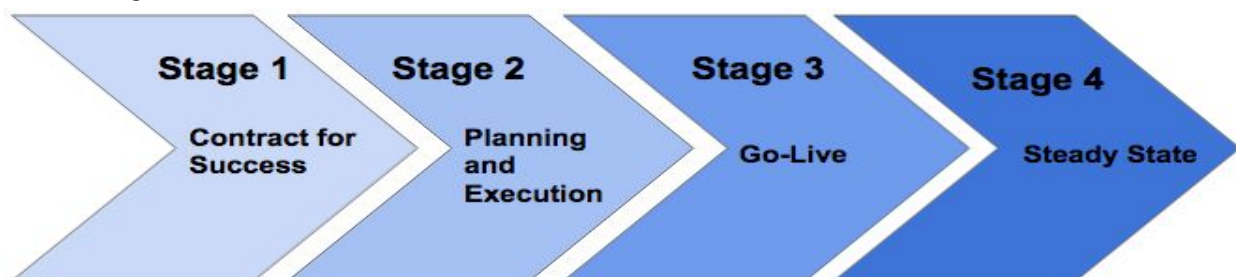 Stage 1
Contract for
Success
Stage 2
Planning
and
Execution
Stage 3
Go-Live
Stage 4
Steady State